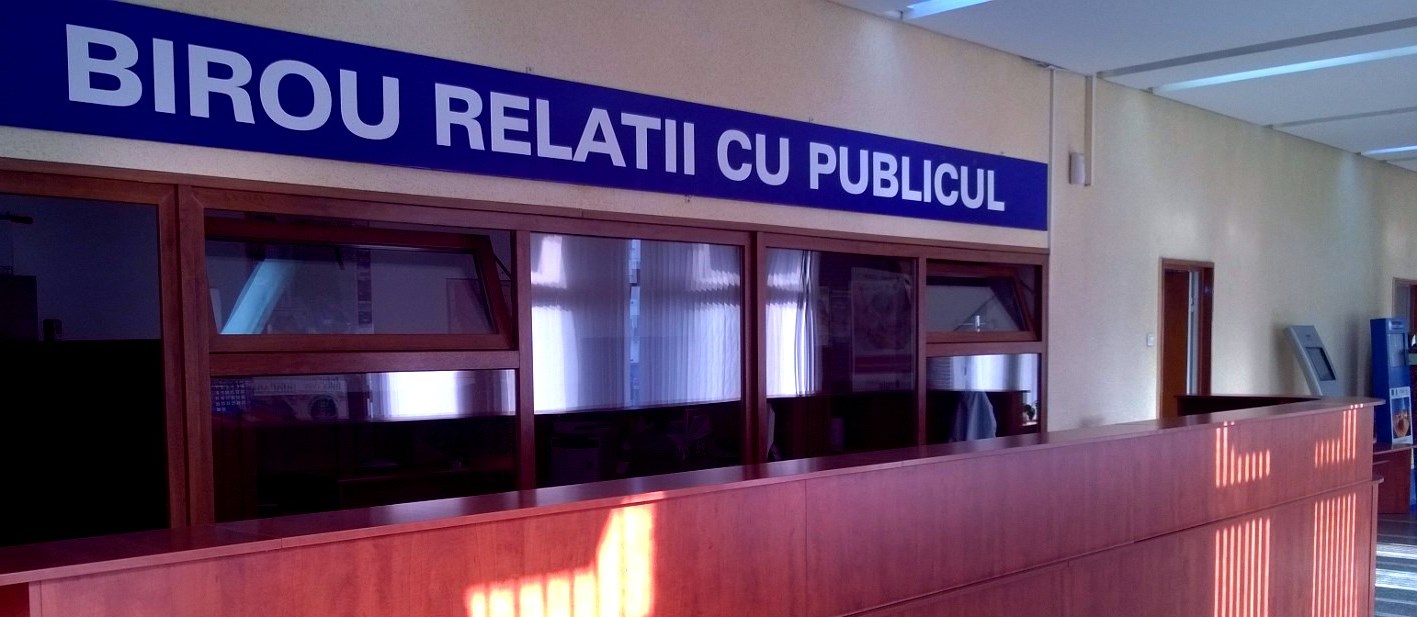 BIROU RELATII CU PUBLICUL